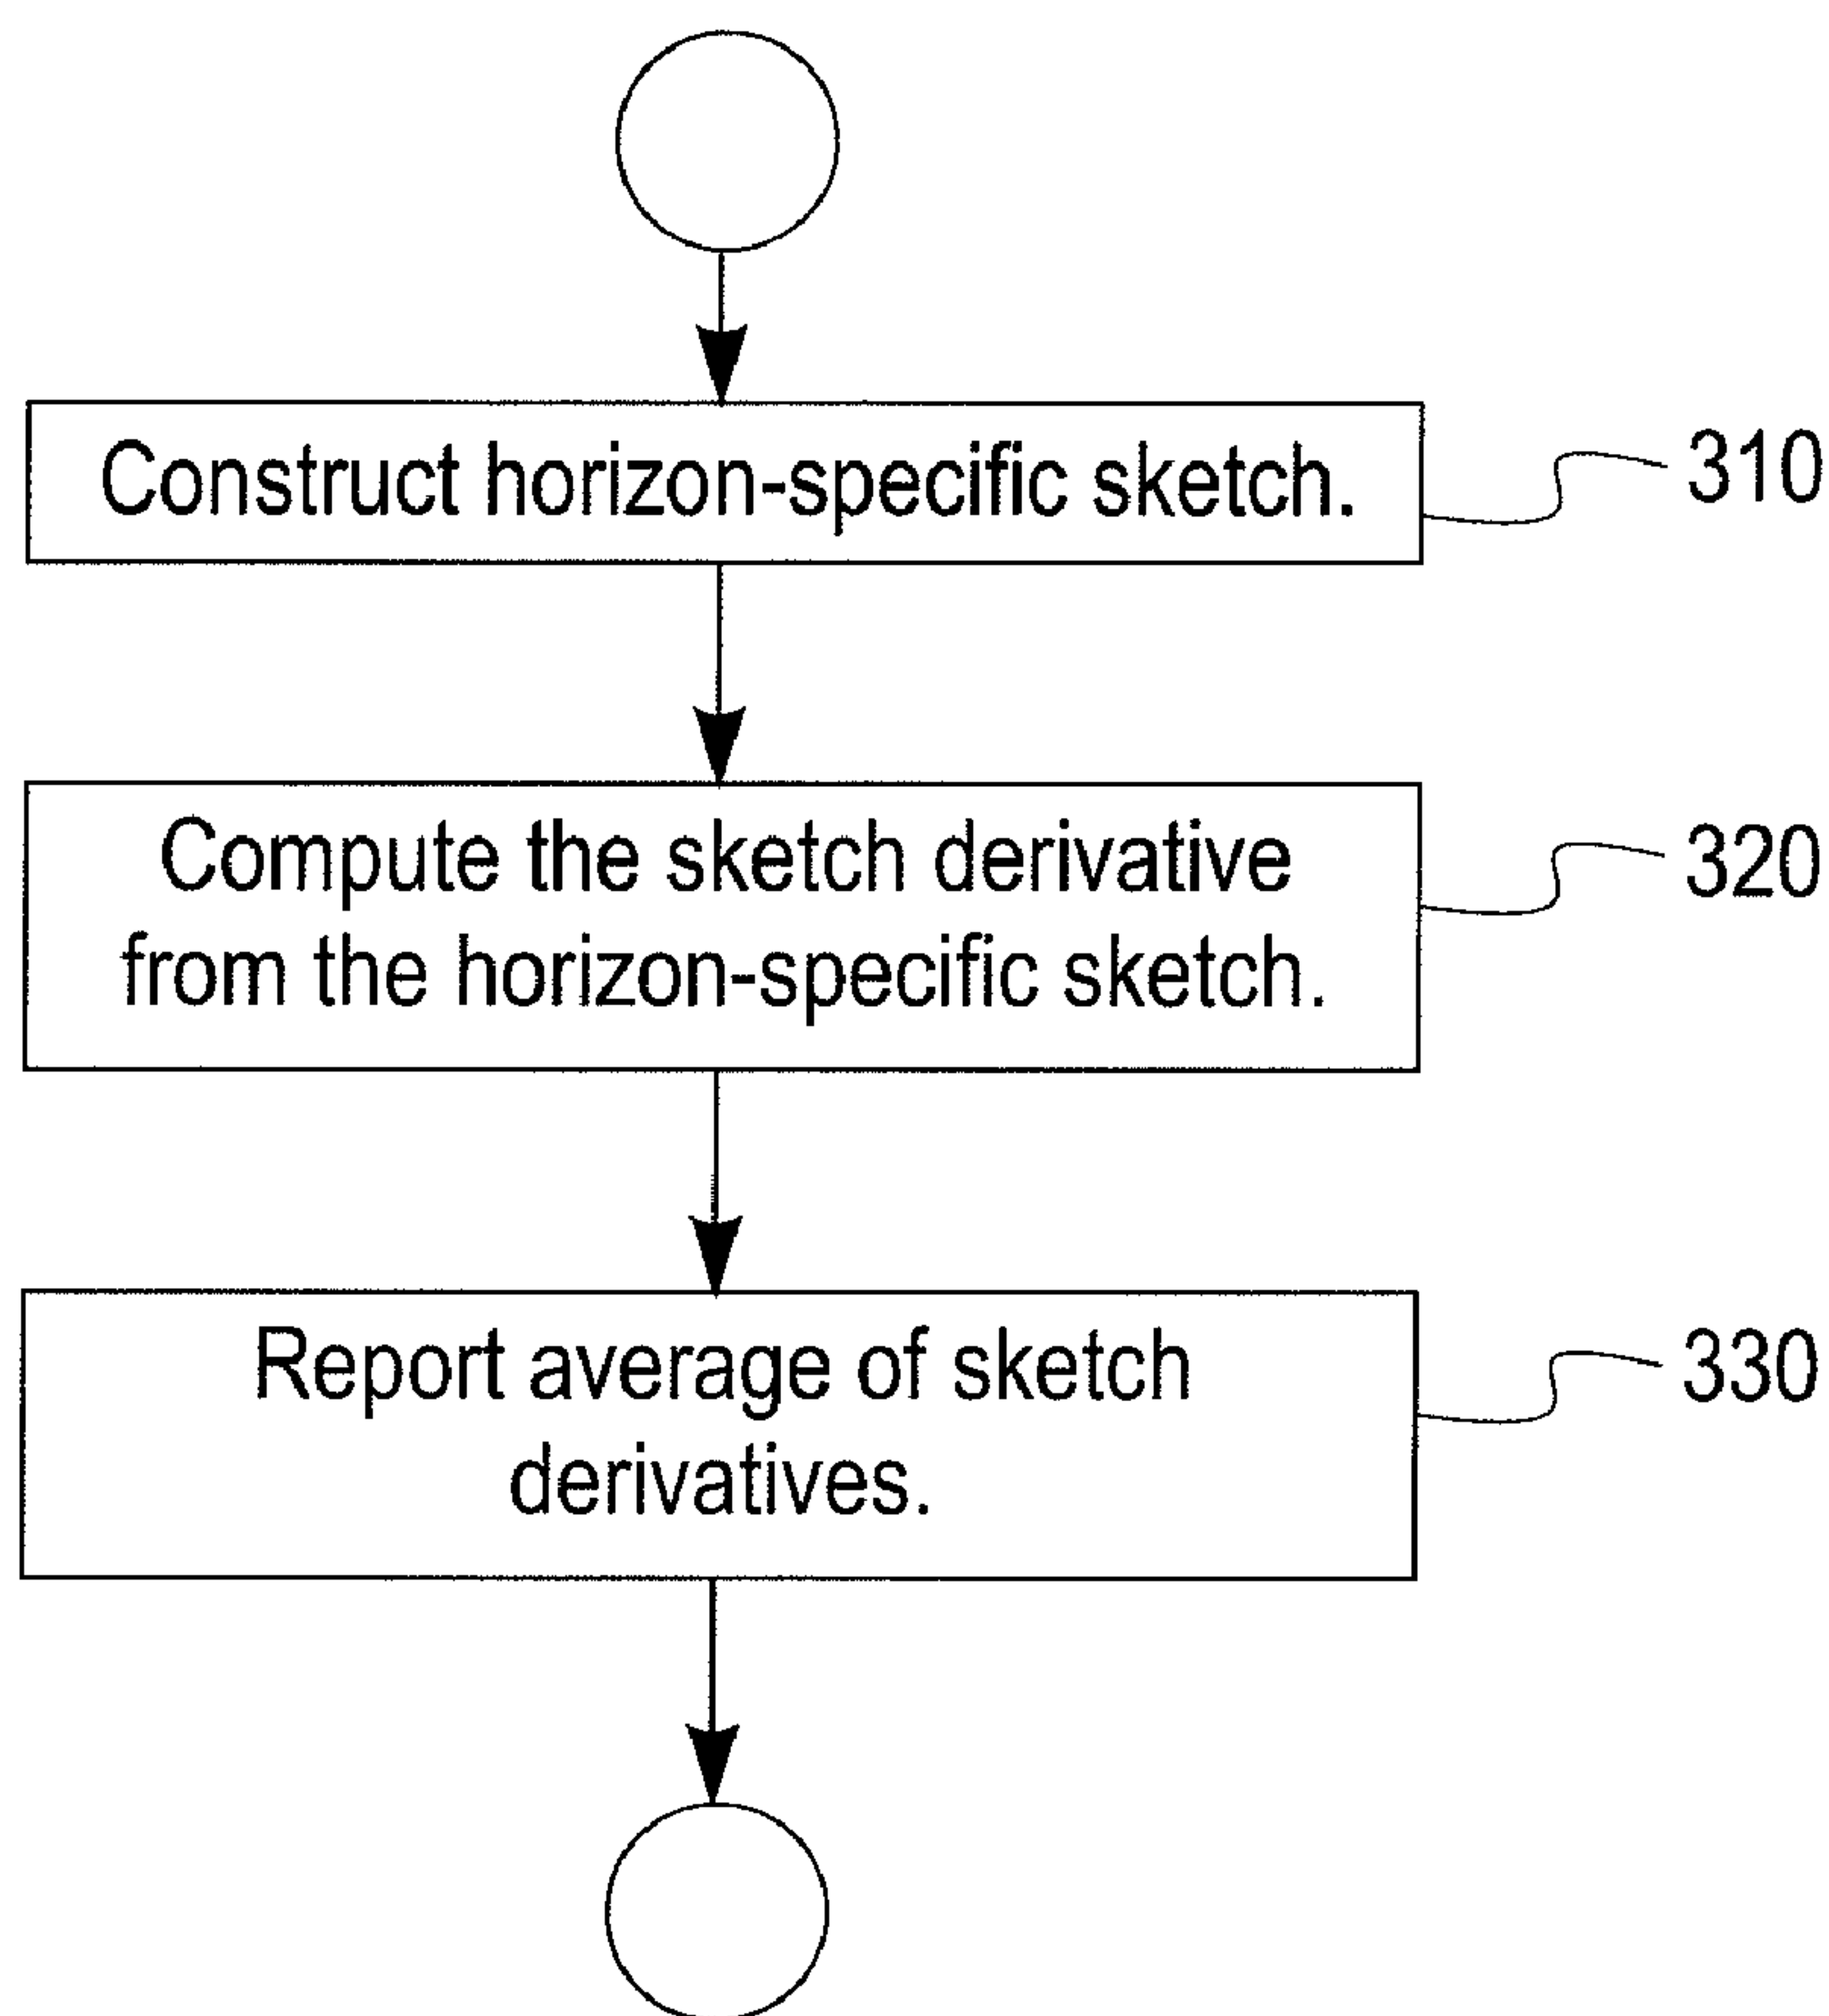 Construct horizon-specific sketch.
310
Compute the sketch derivative
from the horizon-specific sketch.
320
Report average of sketch
derivatives.
330